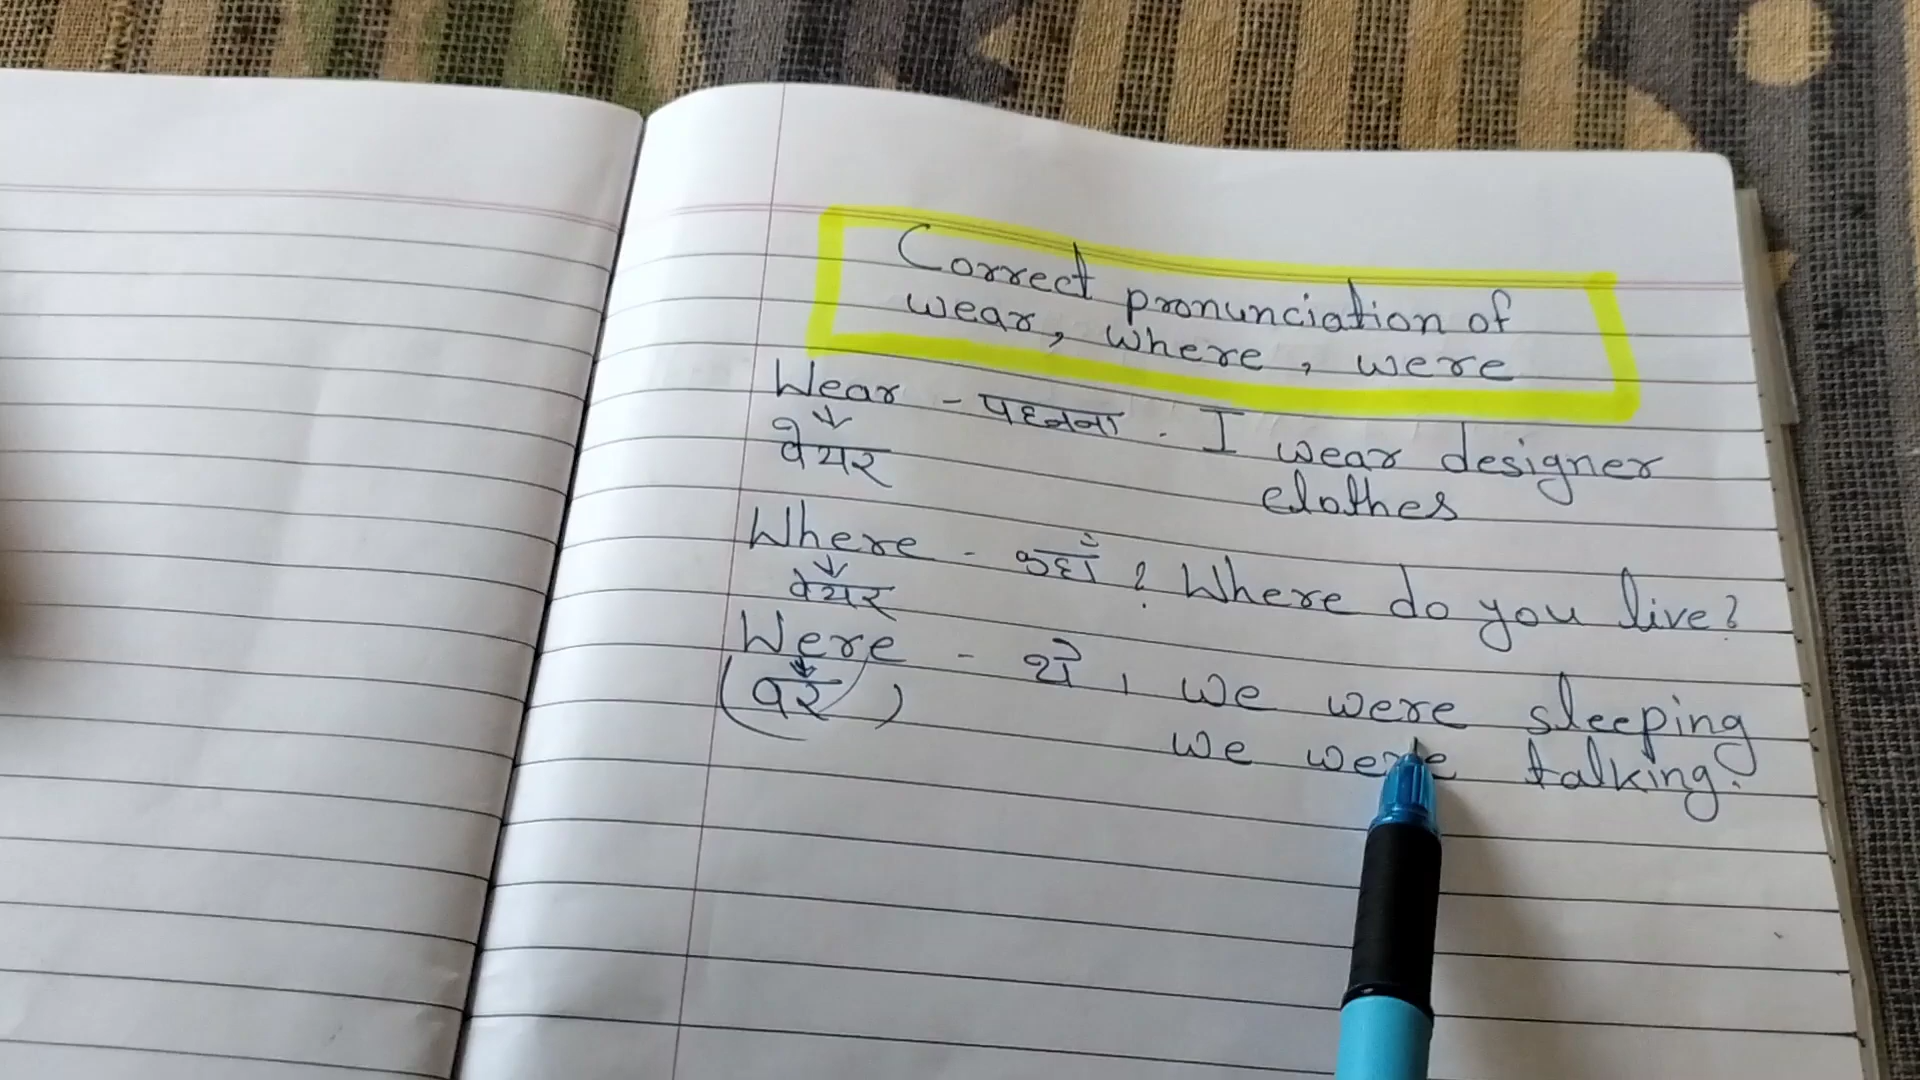 Correct pronunciation of
wear, where, were
Wear - पहनना. I wear designer
वेयर clothes
Where - कहाँ? Where do you live?
वेयर
Were - थे, we were sleeping
(वर) we were talking.